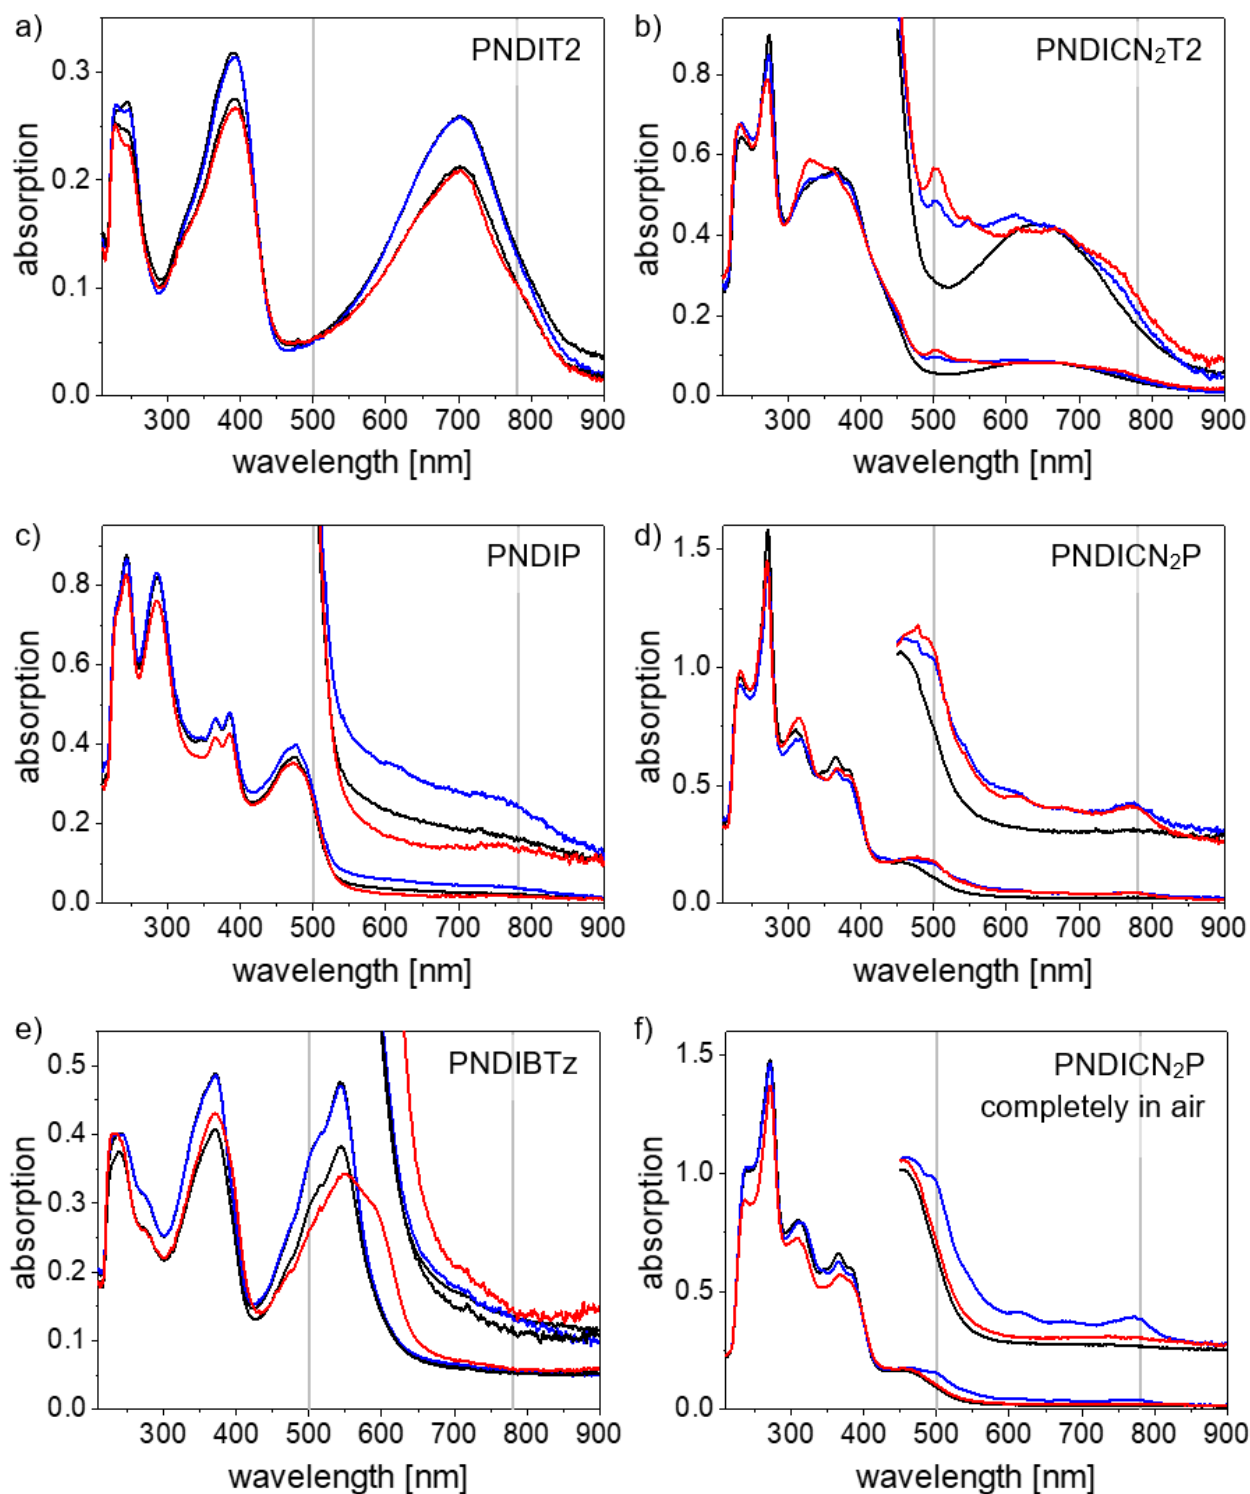 a)
PNDIT2
absorption
0.3
0.2
0.1
0.0
300 400 500 600 700 800 900
wavelength [nm]
b)
PNDICN₂T2
absorption
0.8
0.6
0.4
0.2
0.0
300 400 500 600 700 800 900
wavelength [nm]
c)
PNDIP
absorption
0.8
0.6
0.4
0.2
0.0
300 400 500 600 700 800 900
wavelength [nm]
d)
PNDICN₂P
absorption
1.5
1.0
0.5
0.0
300 400 500 600 700 800 900
wavelength [nm]
e)
PNDIBTz
absorption
0.5
0.4
0.3
0.2
0.1
0.0
300 400 500 600 700 800 900
wavelength [nm]
f)
PNDICN₂P
completely in air
absorption
1.5
1.0
0.5
0.0
300 400 500 600 700 800 900
wavelength [nm]